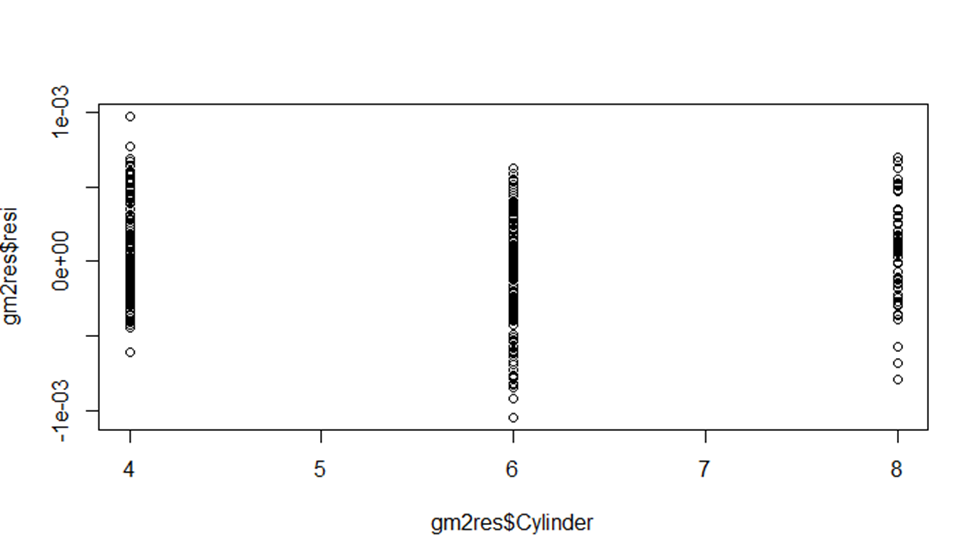 1e-03
0e+00
-1e-03
gm2res$resi
4 5 6 7 8
gm2res$Cylinder